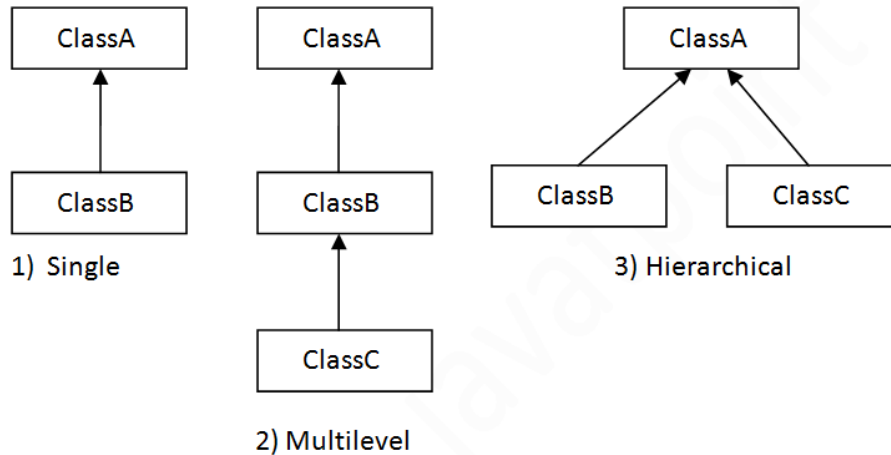 ClassA
ClassB
1) Single
ClassA
ClassB
ClassC
2) Multilevel
ClassA
ClassB
ClassC
3) Hierarchical